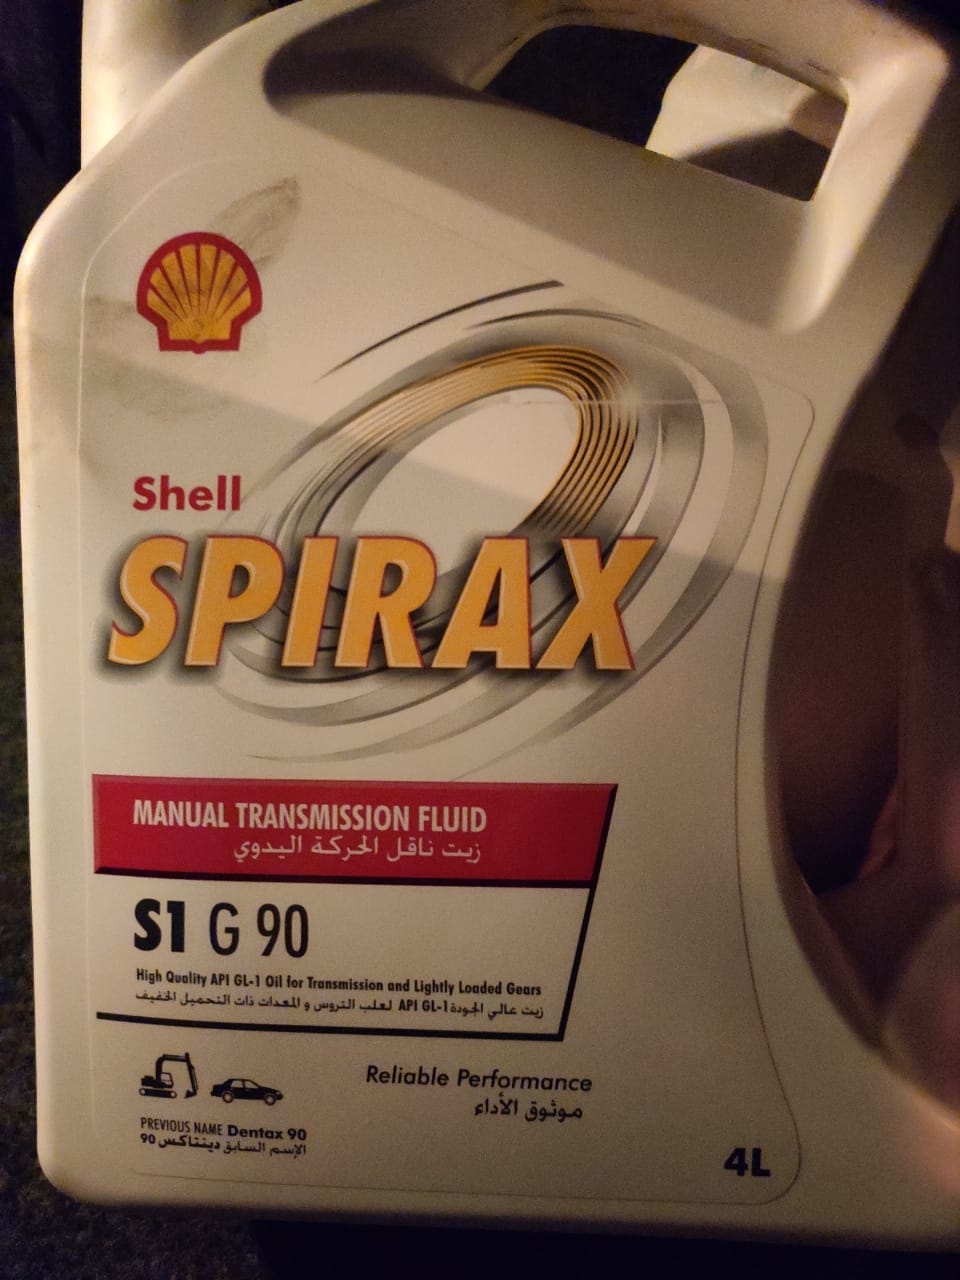 Shell
SPIRAX
MANUAL TRANSMISSION FLUID
زيت ناقل الحركة اليدوي
S1 G 90
High Quality API GL-1 Oil for Transmission and Lightly Loaded Gears
زيت عالي الجودة API GL-1 لعلب التروس و المعدات ذات التحميل الخفيف
Reliable Performance
موثوق الأداء
PREVIOUS NAME Dentax 90
الإسم السابق دينتاكس 90
4L